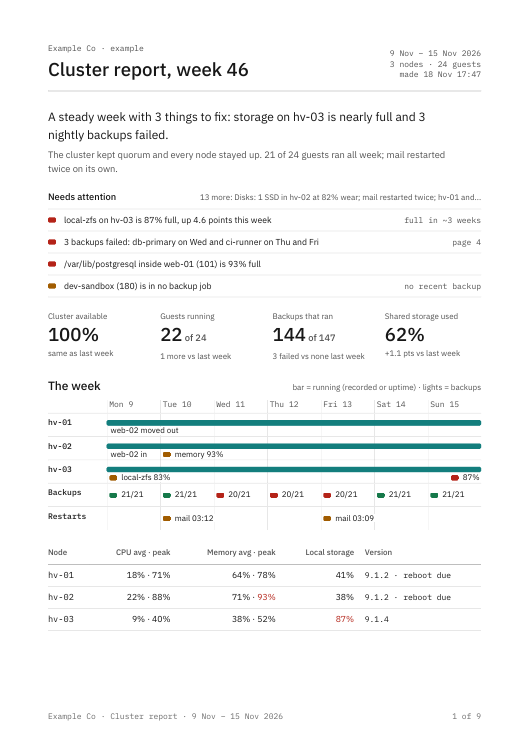 Example Co · example
Cluster report, week 46
9 Nov – 15 Nov 2026
3 nodes · 24 guests
made 18 Nov 17:47
A steady week with 3 things to fix: storage on hv-03 is nearly full and 3
nightly backups failed.
The cluster kept quorum and every node stayed up. 21 of 24 guests ran all week; mail restarted
twice on its own.
Needs attention 13 more: Disks: 1 SSD in hv-02 at 82% wear; mail restarted twice; hv-01 and…
local-zfs on hv-03 is 87% full, up 4.6 points this week full in ~3 weeks
3 backups failed: db-primary on Wed and ci-runner on Thu and Fri page 4
/var/lib/postgresql inside web-01 (101) is 93% full
dev-sandbox (180) is in no backup job no recent backup
Cluster available Guests running Backups that ran Shared storage used
100% 22 of 24 144 of 147 62%
same as last week 1 more vs last week 3 failed vs none last week +1.1 pts vs last week
The week bar = running (recorded or uptime) · lights = backups
Mon 9 Tue 10 Wed 11 Thu 12 Fri 13 Sat 14 Sun 15
hv-01
web-02 moved out
hv-02
web-02 in memory 93%
hv-03
local-zfs 83% 87%
Backups 21/21 21/21 20/21 20/21 20/21 21/21 21/21
Restarts mail 03:12 mail 03:09
Node CPU avg · peak Memory avg · peak Local storage Version
hv-01 18% · 71% 64% · 78% 41% 9.1.2 · reboot due
hv-02 22% · 88% 71% · 93% 38% 9.1.2 · reboot due
hv-03 9% · 40% 38% · 52% 87% 9.1.4
Example Co · Cluster report · 9 Nov – 15 Nov 2026 1 of 9